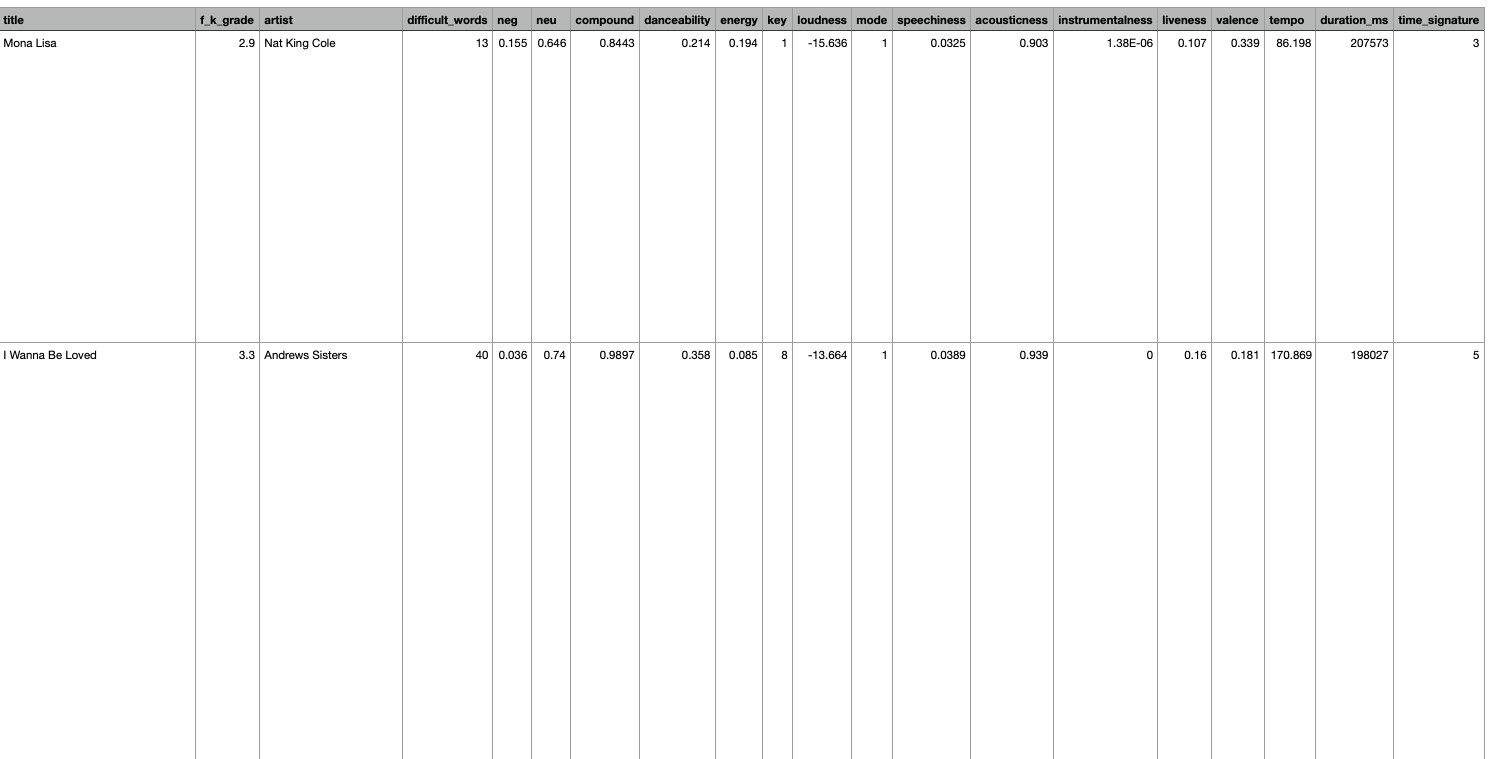 title f_k_grade artist difficult_words neg neu compound danceability energy key loudness mode speechiness acousticness instrumentalness liveness valence tempo duration_ms time_signature
Mona Lisa 2.9 Nat King Cole 13 0.155 0.646 0.8443 0.214 0.194 1 -15.636 1 0.0325 0.903 1.38E-06 0.107 0.339 86.198 207573 3
I Wanna Be Loved 3.3 Andrews Sisters 40 0.036 0.74 0.9897 0.358 0.085 8 -13.664 1 0.0389 0.939 0 0.16 0.181 170.869 198027 5